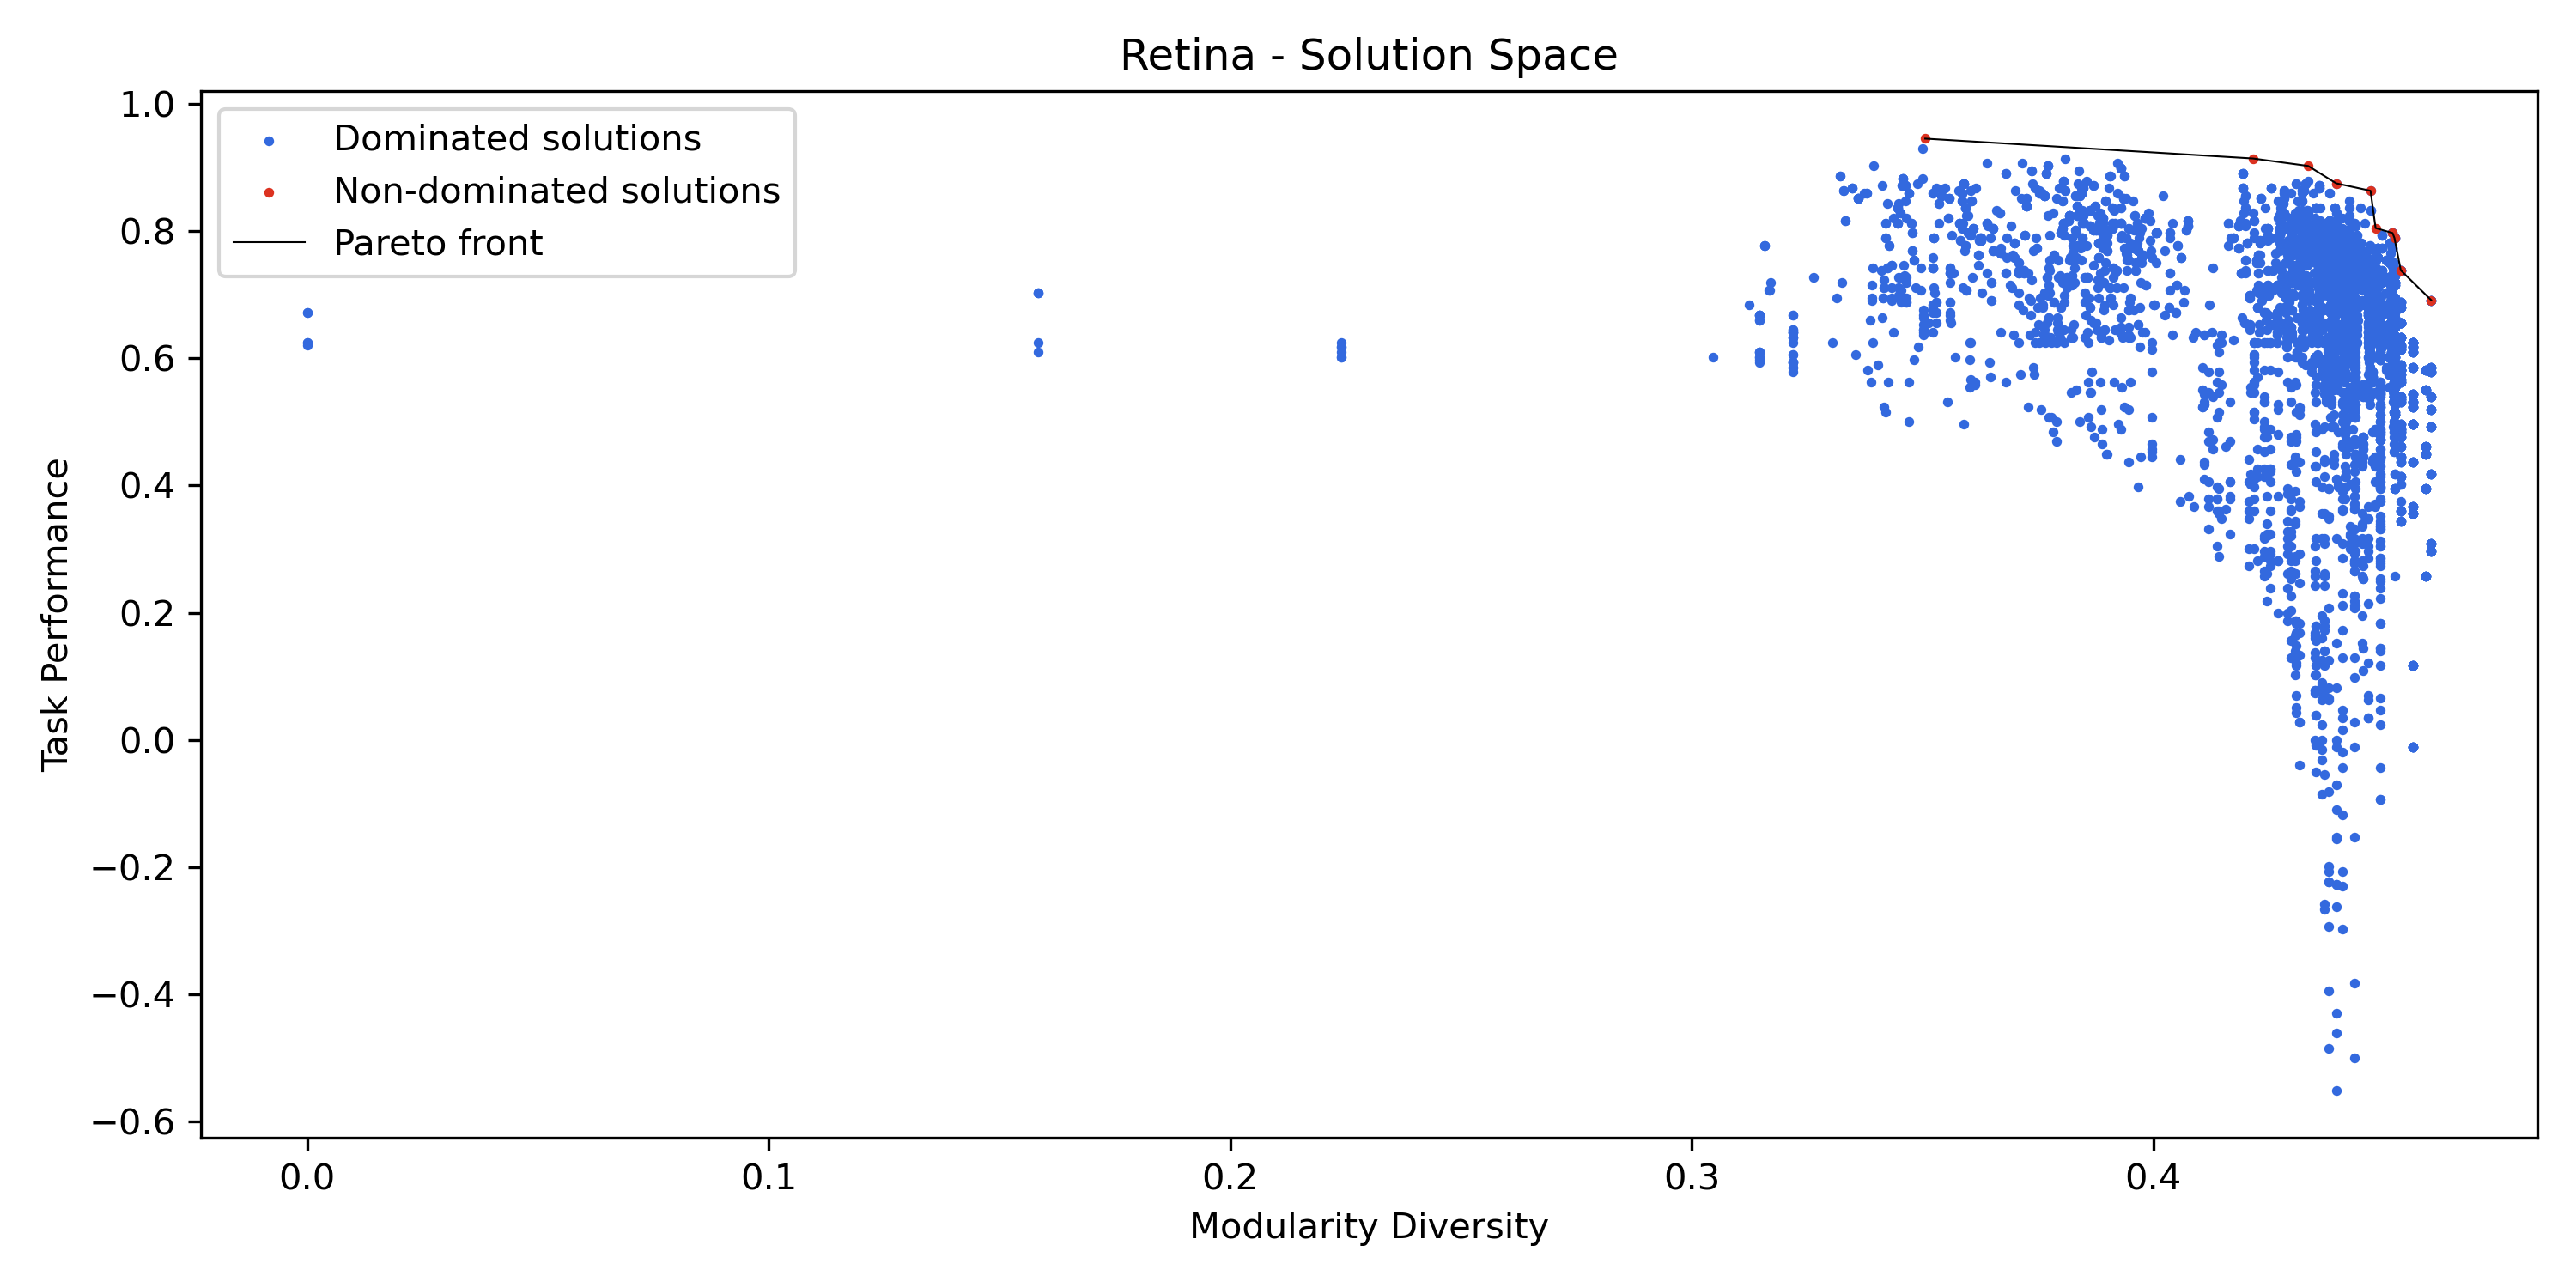 Retina - Solution Space
Dominated solutions
Non-dominated solutions
Pareto front
Task Performance
1.0
0.8
0.6
0.4
0.2
0.0
−0.2
−0.4
−0.6
0.0 0.1 0.2 0.3 0.4
Modularity Diversity